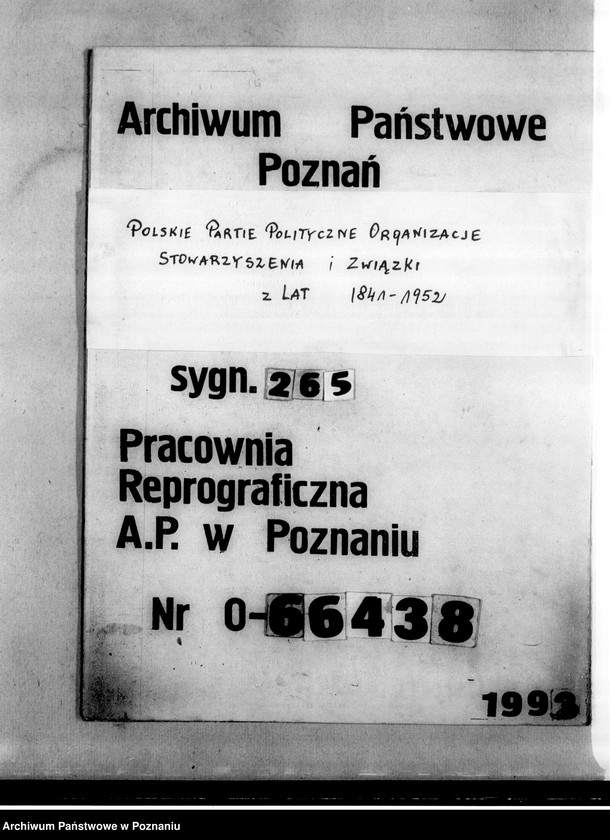 Archiwum Państwowe
Poznań
POLSKIE PARTIE POLITYCZNE ORGANIZACJE
STOWARZYSZENIA i ZWIĄZKI
z LAT 1841-1952
sygn. 265
Pracownia
Reprograficzna
A.P. w Poznaniu
Nr O-66438
1993
Archiwum Państwowe w Poznaniu